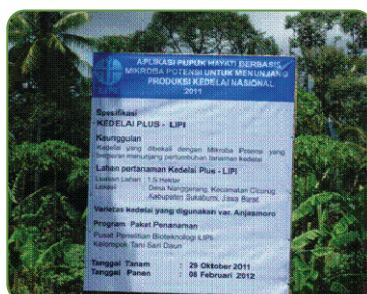 APLIKASI PUPUK HAYATI BERBASIS
MIKROBA POTENSI UNTUK MENUNJANG
PRODUKSI KEDELAI NASIONAL
2011
Spesifikasi
KEDELAI PLUS - LIPI
Keunggulan
Kedelai yang dibekali dengan Mikroba Potensi yang
berperan menunjang pertumbuhan tanaman kedelai
Lahan pertanaman Kedelai Plus - LIPI
Luasan Lahan : 1,5 Hektar
Lokasi : Desa Nanggerang, Kecamatan Cicurug,
Kabupaten Sukabumi, Jawa Barat
Varietas kedelai yang digunakan var. Anjasmoro
Program Paket Penanaman
Pusat Penelitian Bioteknologi LIPI
Kelompok Tani Sari Daun
Tanggal Tanam : 29 Oktober 2011
Tanggal Panen : 08 Februari 2012